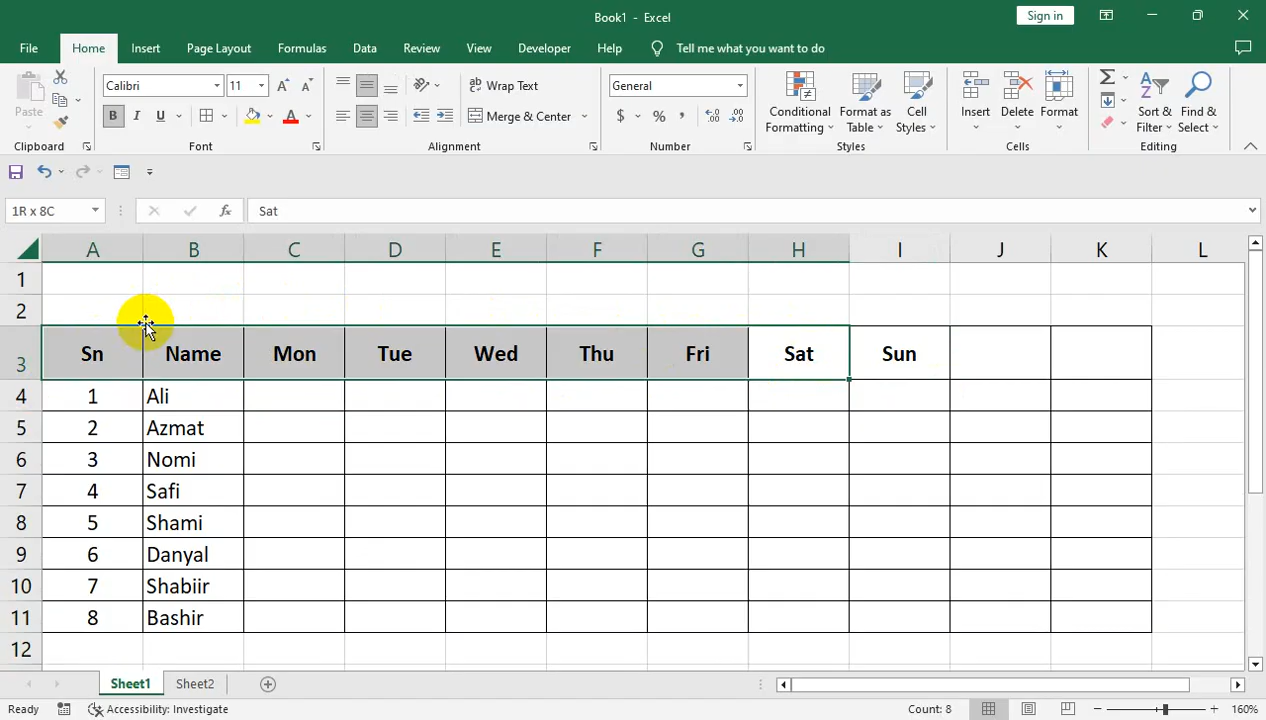 Book1 - Excel
Sign in
File Home Insert Page Layout Formulas Data Review View Developer Help Tell me what you want to do
Paste
Clipboard
Calibri 11
B I U
Font
Wrap Text
Merge & Center
Alignment
General
$ % ,
Number
Conditional Formatting
Format as Table
Cell Styles
Styles
Insert Delete Format
Cells
Sort & Filter
Find & Select
Editing
1R x 8C fx Sat
A B C D E F G H I J K L
1
2
3 Sn Name Mon Tue Wed Thu Fri Sat Sun
4 1 Ali
5 2 Azmat
6 3 Nomi
7 4 Safi
8 5 Shami
9 6 Danyal
10 7 Shabiir
11 8 Bashir
12
Sheet1 Sheet2
Ready Accessibility: Investigate Count: 8 160%